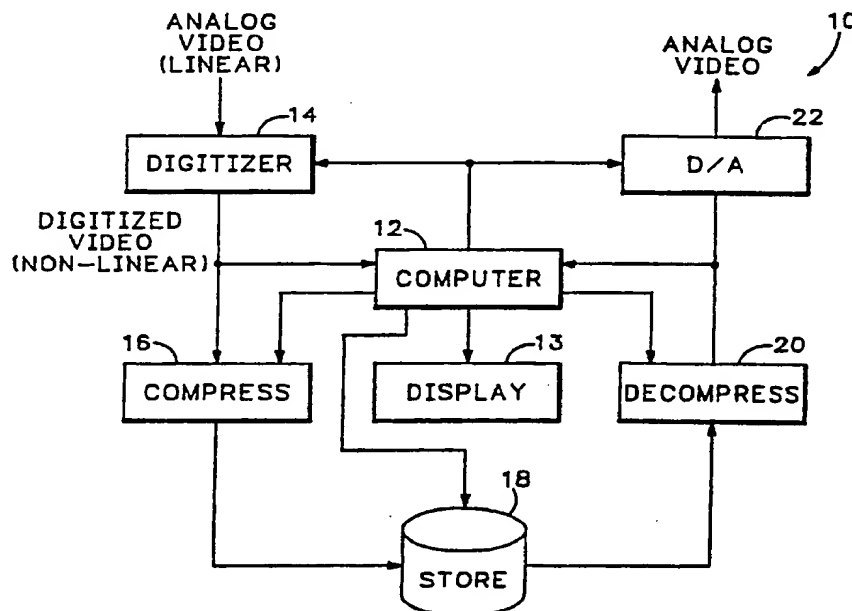 ANALOG
VIDEO
(LINEAR)
ANALOG
VIDEO
10
14
22
DIGITIZER
D/A
DIGITIZED
VIDEO
(NON-LINEAR)
12
COMPUTER
16
13
20
COMPRESS
DISPLAY
DECOMPRESS
18
STORE